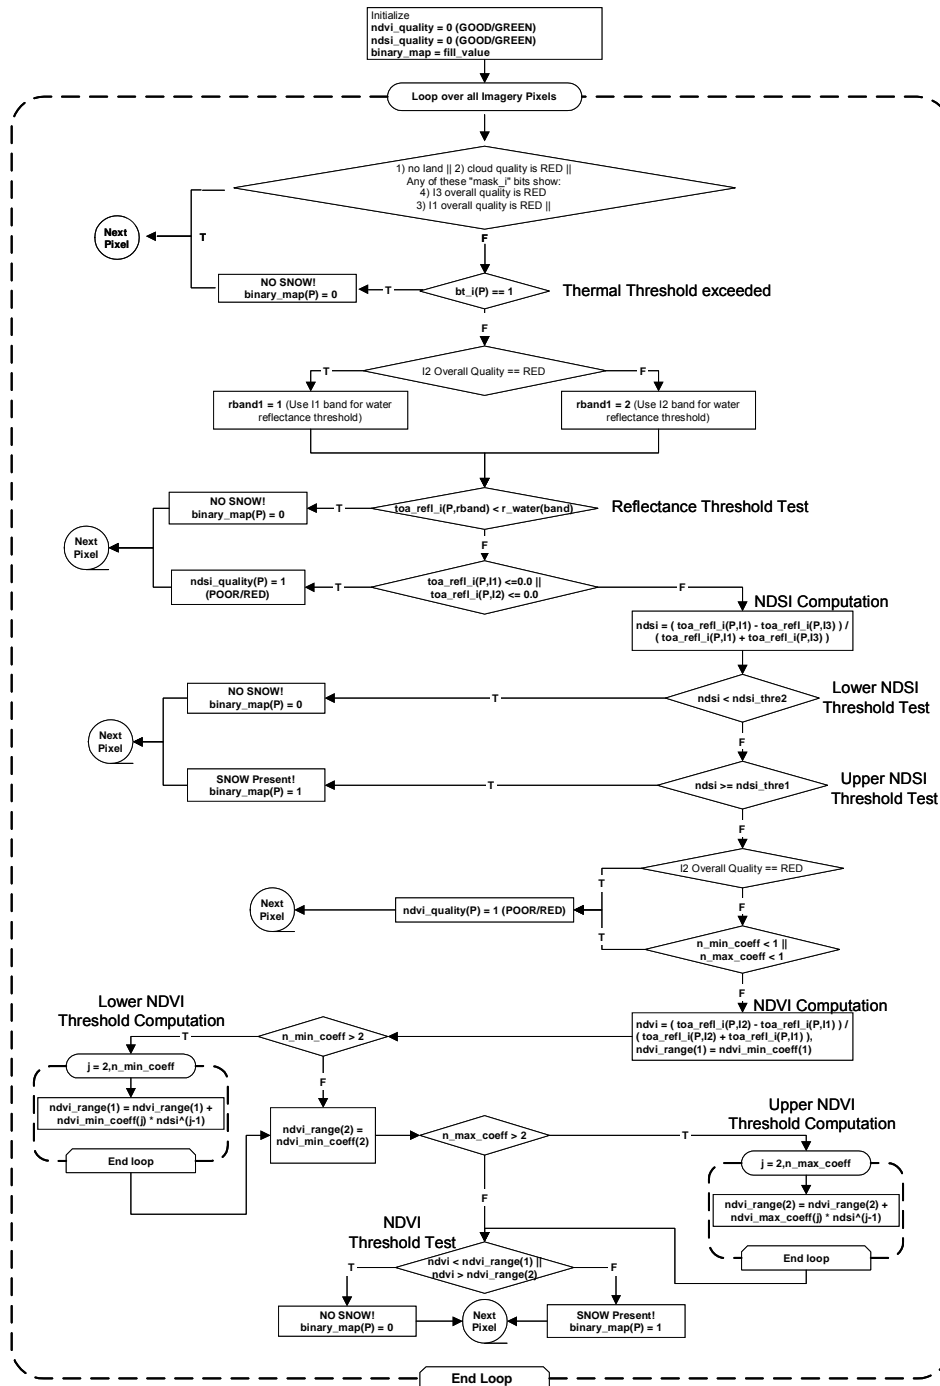 Initialize
ndvi_quality = 0 (GOOD/GREEN)
ndsi_quality = 0 (GOOD/GREEN)
binary_map = fill_value
Loop over all Imagery Pixels
1) no land || 2) cloud quality is RED ||
Any of these "mask_i" bits show:
4) I3 overall quality is RED
3) I1 overall quality is RED ||
Next
Pixel
T
F
NO SNOW!
binary_map(P) = 0
T
bt_i(P) == 1
Thermal Threshold exceeded
F
T
I2 Overall Quality == RED
F
rband1 = 1 (Use I1 band for water
reflectance threshold)
rband1 = 2 (Use I2 band for water
reflectance threshold)
NO SNOW!
binary_map(P) = 0
T
toa_refl_i(P,rband) < r_water(band)
Reflectance Threshold Test
Next
Pixel
F
ndsi_quality(P) = 1
(POOR/RED)
T
toa_refl_i(P,I1) <=0.0 ||
toa_refl_i(P,I2) <= 0.0
F
NDSI Computation
ndsi = ( toa_refl_i(P,I1) - toa_refl_i(P,I3) ) /
( toa_refl_i(P,I1) + toa_refl_i(P,I3) )
NO SNOW!
binary_map(P) = 0
T
ndsi < ndsi_thre2
Lower NDSI
Threshold Test
Next
Pixel
F
SNOW Present!
binary_map(P) = 1
T
ndsi >= ndsi_thre1
Upper NDSI
Threshold Test
F
I2 Overall Quality == RED
T
Next
Pixel
ndvi_quality(P) = 1 (POOR/RED)
F
T
n_min_coeff < 1 ||
n_max_coeff < 1
F
Lower NDVI
Threshold Computation
NDVI Computation
ndvi = ( toa_refl_i(P,I2) - toa_refl_i(P,I1) ) /
( toa_refl_i(P,I2) + toa_refl_i(P,I1) ),
ndvi_range(1) = ndvi_min_coeff(1)
T
n_min_coeff > 2
j = 2,n_min_coeff
F
ndvi_range(1) = ndvi_range(1) +
ndvi_min_coeff(j) * ndsi^(j-1)
End loop
ndvi_range(2) =
ndvi_min_coeff(2)
n_max_coeff > 2
T
Upper NDVI
Threshold Computation
j = 2,n_max_coeff
F
ndvi_range(2) = ndvi_range(2) +
ndvi_max_coeff(j) * ndsi^(j-1)
End loop
NDVI
Threshold Test
T
ndvi < ndvi_range(1) ||
ndvi > ndvi_range(2)
F
NO SNOW!
binary_map(P) = 0
Next
Pixel
SNOW Present!
binary_map(P) = 1
End Loop